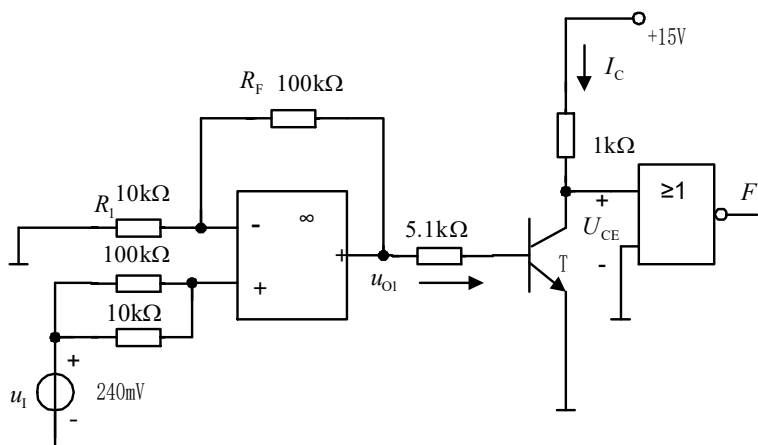 +15V
I_C
R_F 100kΩ
1kΩ
10kΩ
R_1
- ∞
≥1
F
5.1kΩ
+
U_CE
100kΩ
+
u_O1
T
-
+
10kΩ
+
u_I
240mV
-